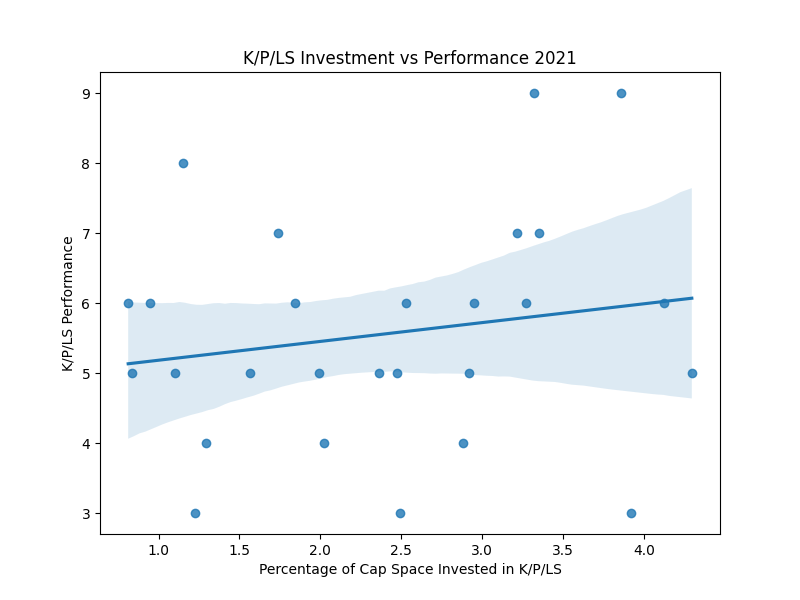 K/P/LS Investment vs Performance 2021
K/P/LS Performance
9
8
7
6
5
4
3
1.0 1.5 2.0 2.5 3.0 3.5 4.0
Percentage of Cap Space Invested in K/P/LS